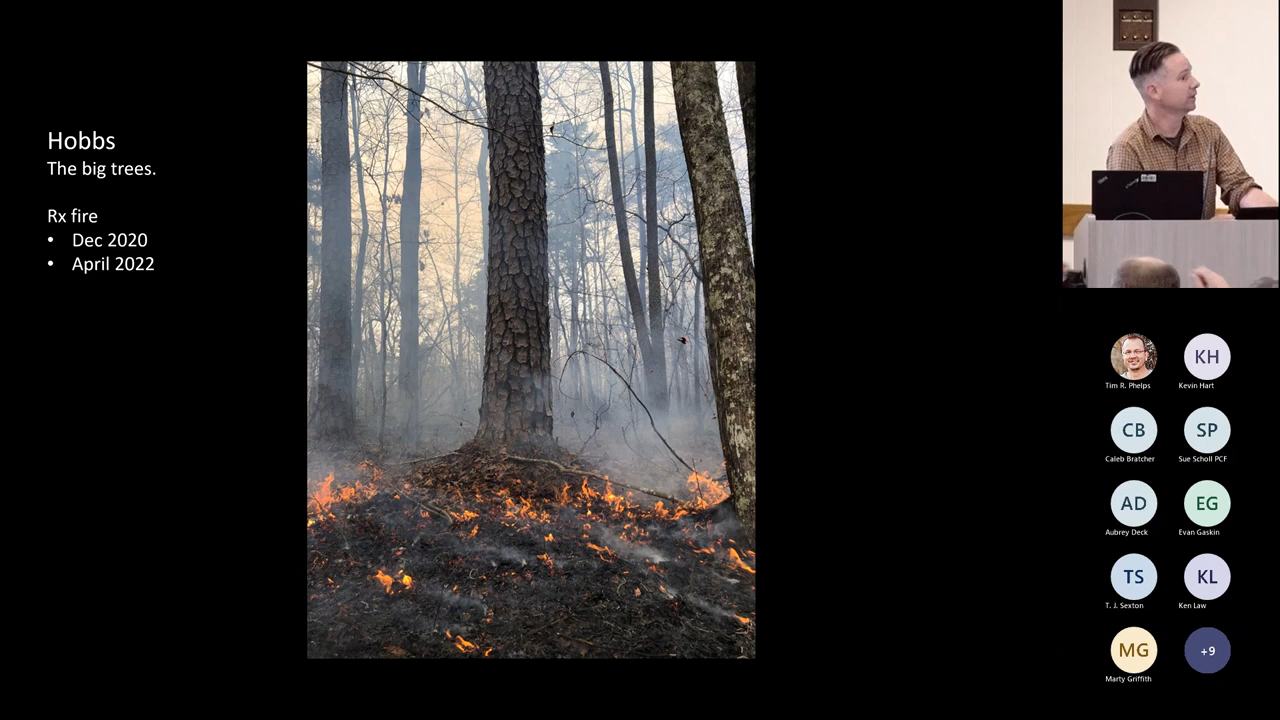 Hobbs
The big trees.
Rx fire
• Dec 2020
• April 2022
Tim R. Phelps
KH
Kevin Hart
CB
Caleb Bratcher
SP
Sue Scholl PCF
AD
Aubrey Deck
EG
Evan Gaskin
TS
T. J. Sexton
KL
Ken Law
MG
Marty Griffith
+9